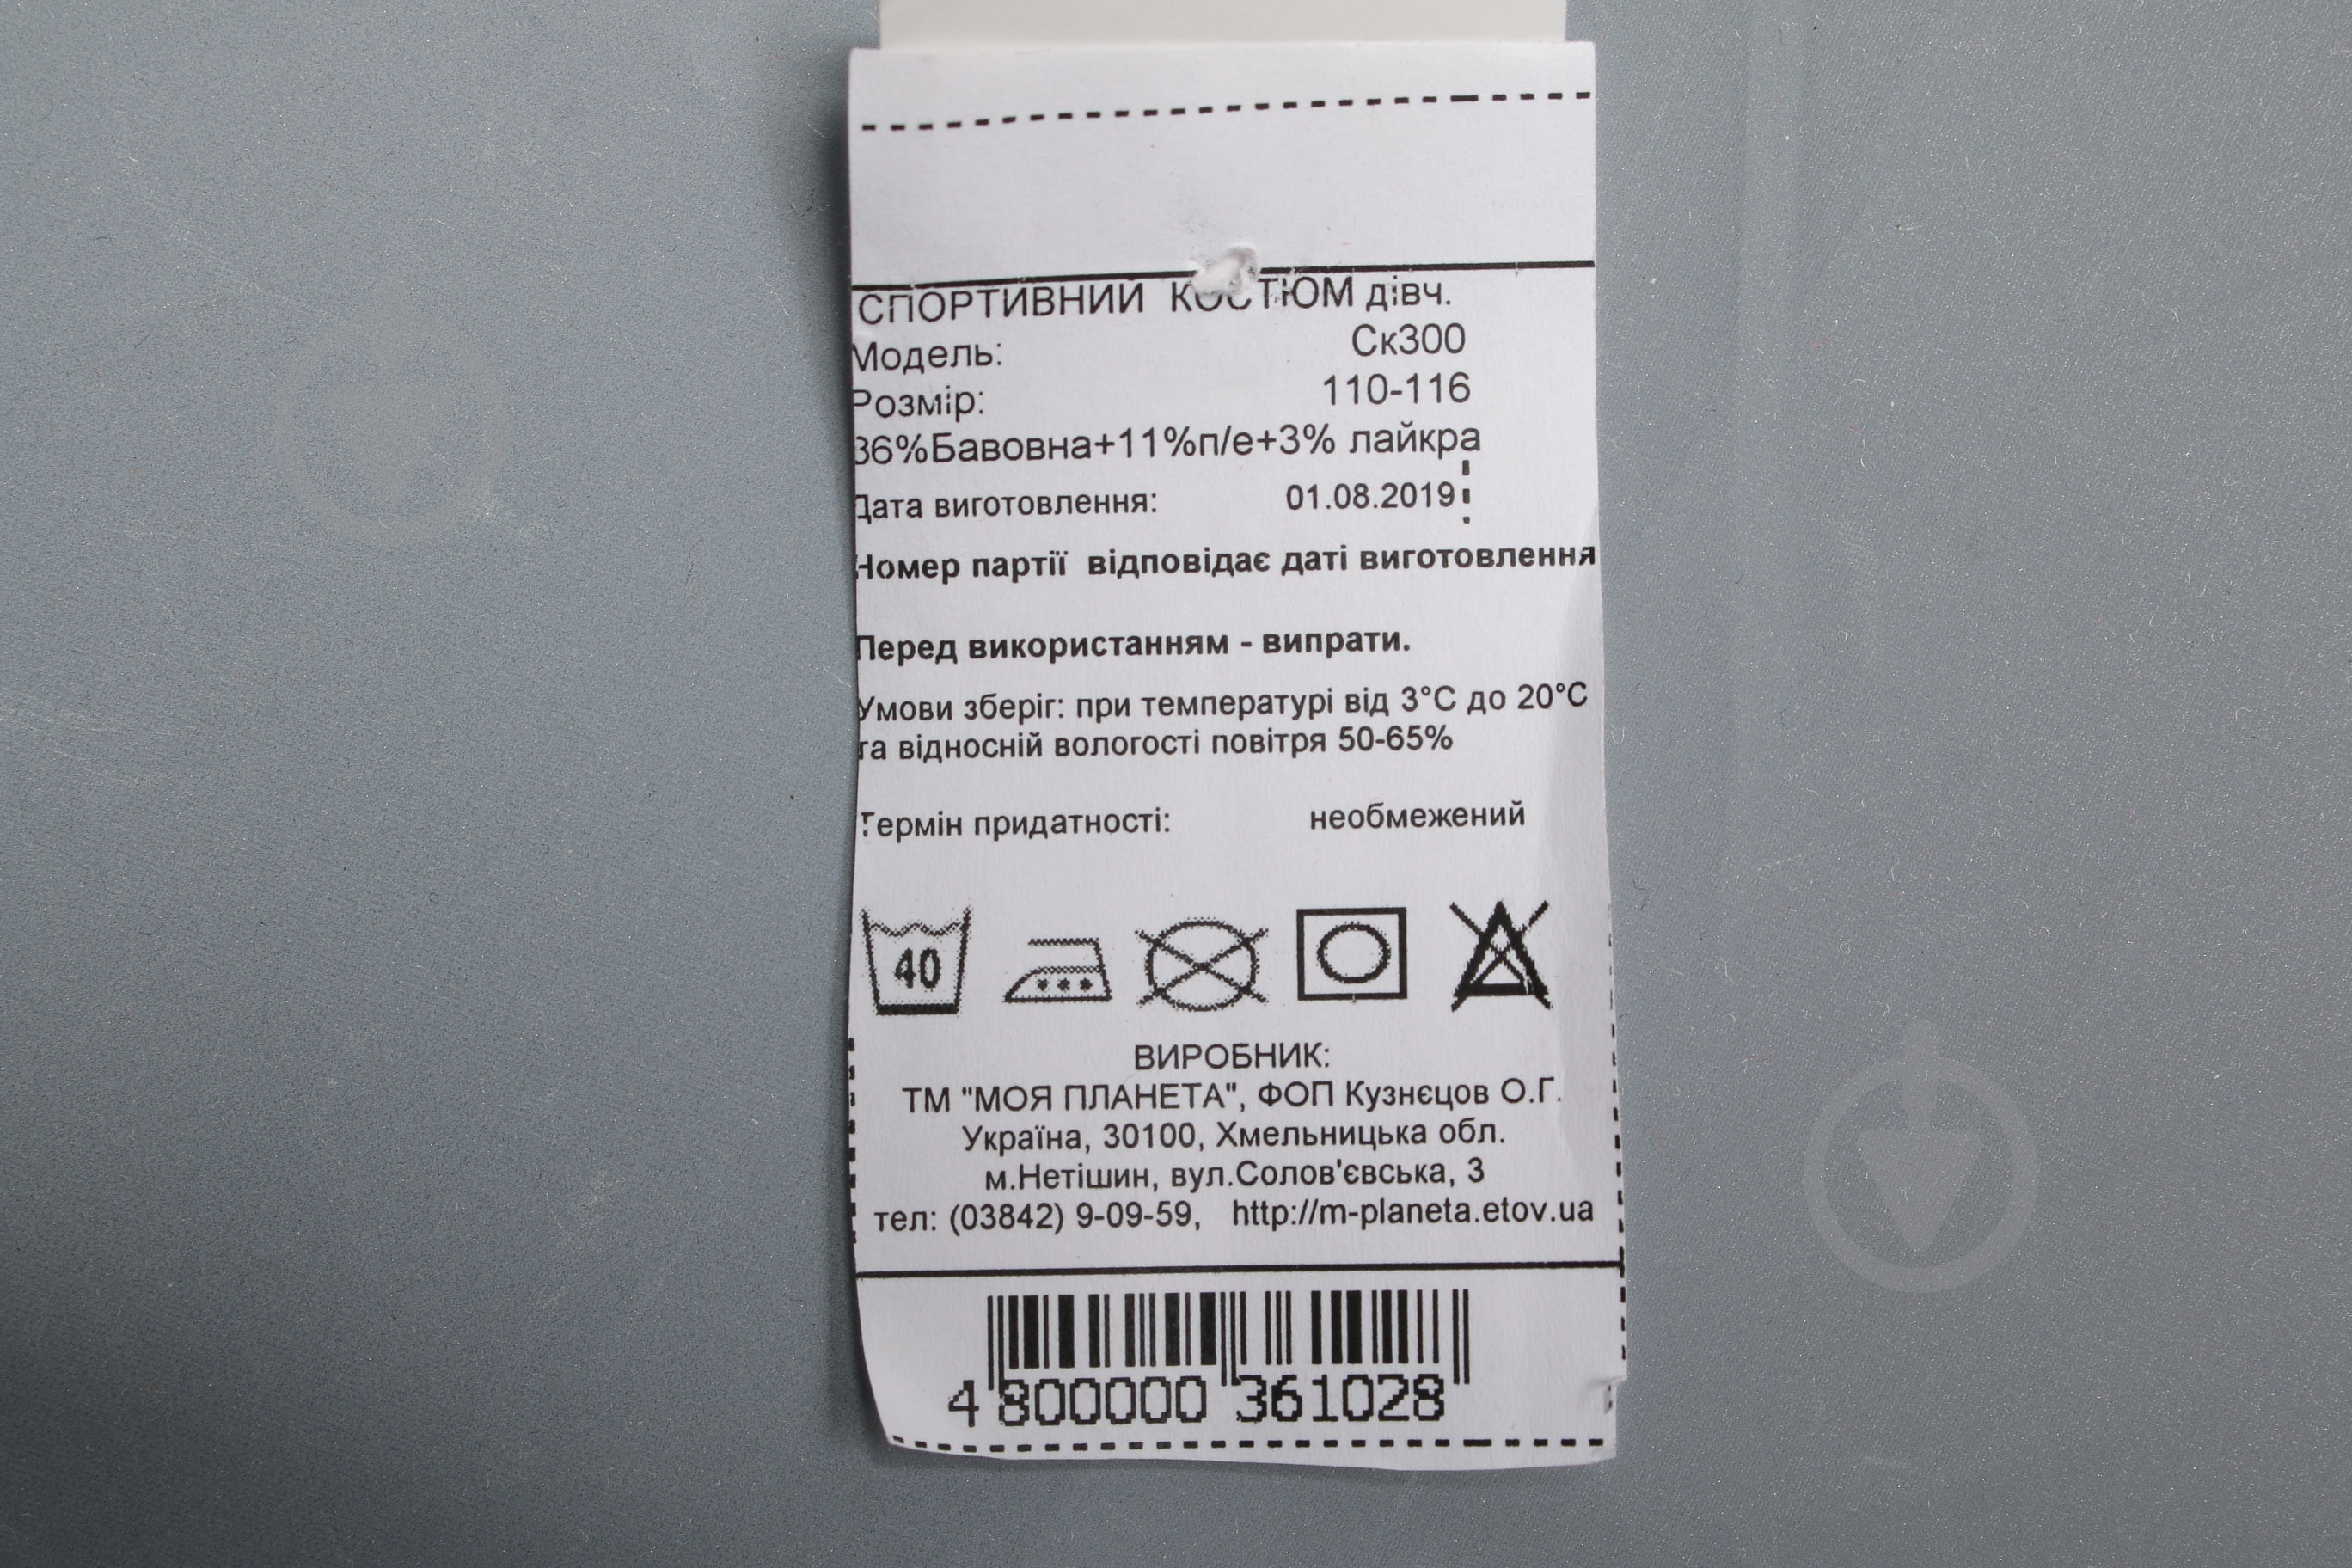 СПОРТИВНИЙ КОСТЮМ дівч.
Модель: Ск300
Розмір: 110-116
86%Бавовна+11%п/е+3% лайкра
Дата виготовлення: 01.08.2019
Номер партії відповідає даті виготовлення
Перед використанням - випрати.
Умови зберіг: при температурі від 3°С до 20°С
та відносній вологості повітря 50-65%
Термін придатності: необмежений
40
ВИРОБНИК:
ТМ "МОЯ ПЛАНЕТА", ФОП Кузнєцов О.Г.
Україна, 30100, Хмельницька обл.
м.Нетішин, вул.Солов'євська, 3
тел: (03842) 9-09-59, http://m-planeta.etov.ua
4 800000 361028